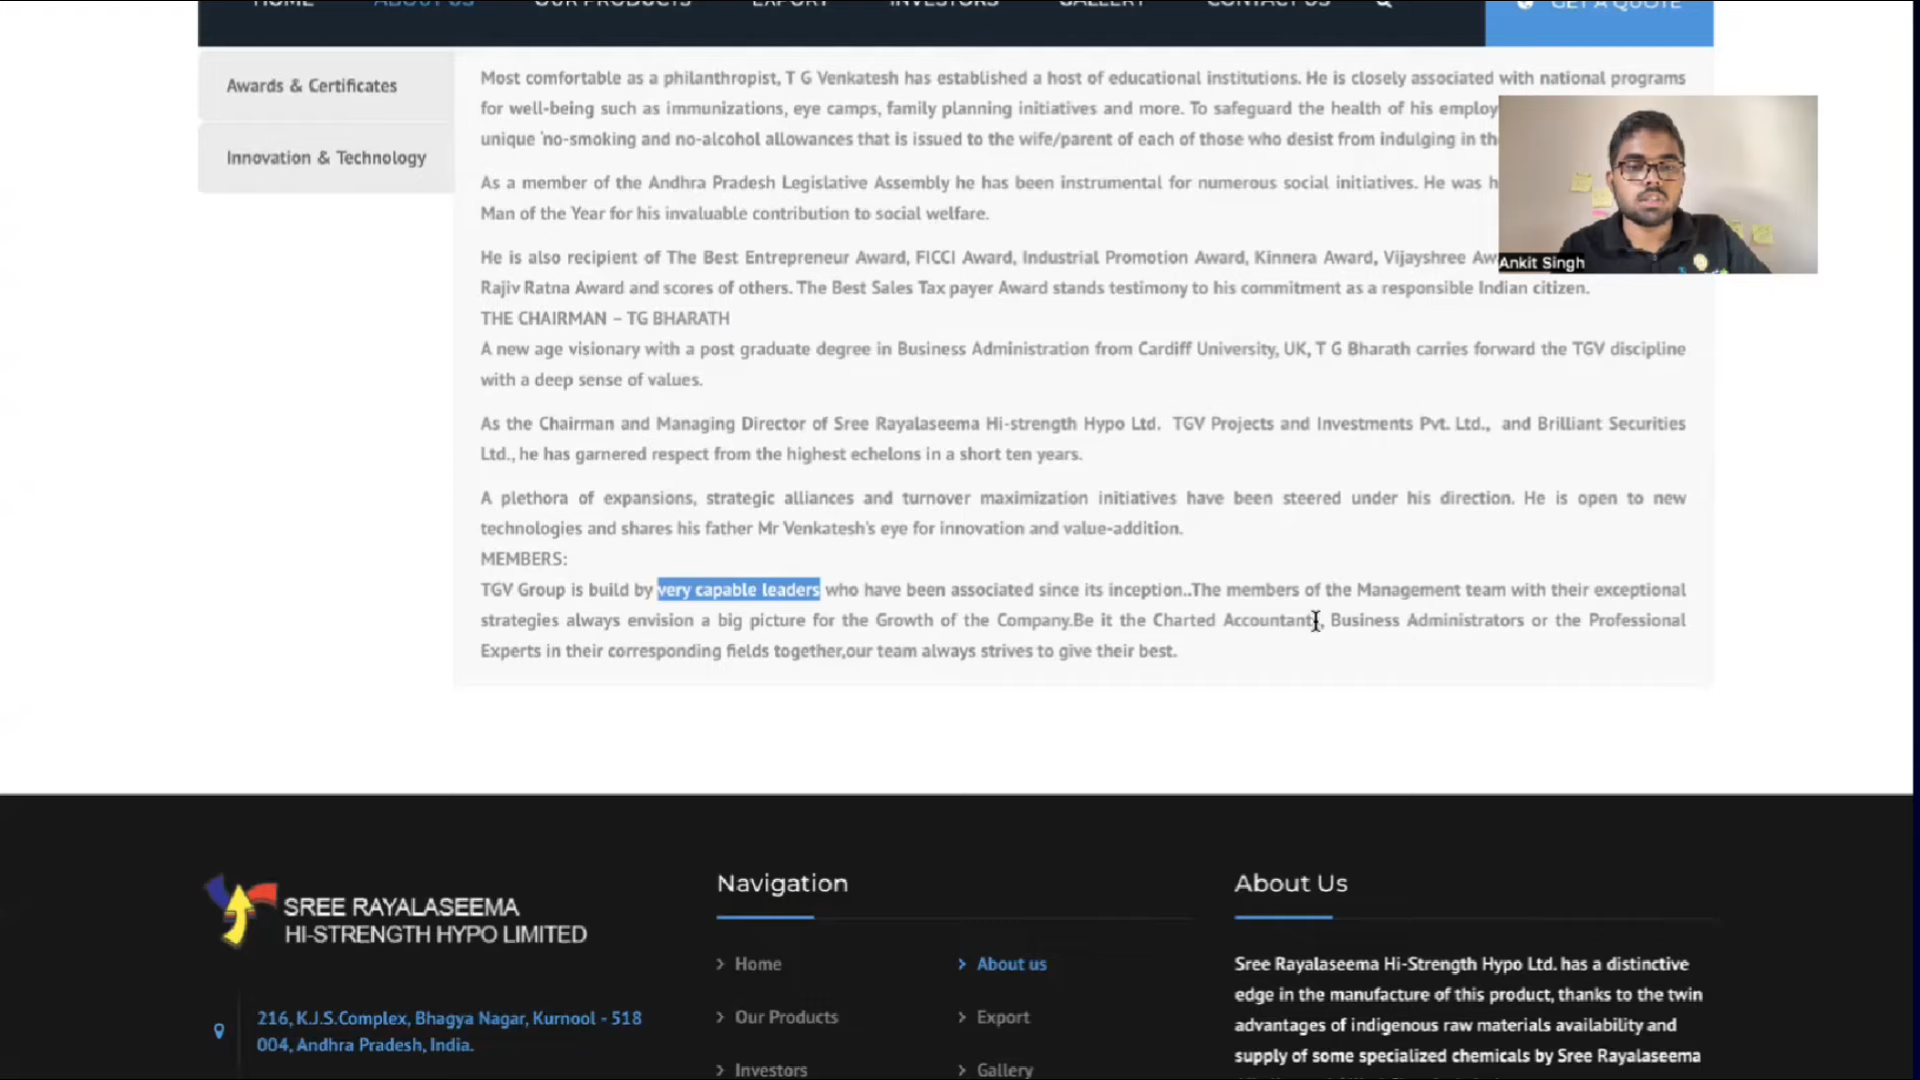 HOME ABOUT US OUR PRODUCTS EXPORT INVESTORS GALLERY CONTACT US GET A QUOTE
Awards & Certificates
Innovation & Technology
Most comfortable as a philanthropist, T G Venkatesh has established a host of educational institutions. He is closely associated with national programs
for well-being such as immunizations, eye camps, family planning initiatives and more. To safeguard the health of his
unique 'no-smoking and no-alcohol allowances that is issued to the wife/parent of each of those who desist from indulging in
As a member of the Andhra Pradesh Legislative Assembly he has been instrumental for numerous social initiatives. He was
Man of the Year for his invaluable contribution to social welfare.
He is also recipient of The Best Entrepreneur Award, FICCI Award, Industrial Promotion Award, Kinnera Award, Vijayshree
Rajiv Ratna Award and scores of others. The Best Sales Tax payer Award stands testimony to his commitment as a responsible Indian citizen.
THE CHAIRMAN – TG BHARATH
A new age visionary with a post graduate degree in Business Administration from Cardiff University, UK, T G Bharath carries forward the TGV discipline
with a deep sense of values.
As the Chairman and Managing Director of Sree Rayalaseema Hi-strength Hypo Ltd. TGV Projects and Investments Pvt. Ltd., and Brilliant Securities
Ltd., he has garnered respect from the highest echelons in a short ten years.
A plethora of expansions, strategic alliances and turnover maximization initiatives have been steered under his direction. He is open to new
technologies and shares his father Mr Venkatesh's eye for innovation and value-addition.
MEMBERS:
TGV Group is build by very capable leaders who have been associated since its inception..The members of the Management team with their exceptional
strategies always envision a big picture for the Growth of the Company.Be it the Charted Accountants, Business Administrators or the Professional
Experts in their corresponding fields together,our team always strives to give their best.
Ankit Singh
SREE RAYALASEEMA
HI-STRENGTH HYPO LIMITED
216, K.J.S.Complex, Bhagya Nagar, Kurnool - 518
004, Andhra Pradesh, India.
Navigation
Home
About us
Our Products
Export
Investors
Gallery
About Us
Sree Rayalaseema Hi-Strength Hypo Ltd. has a distinctive
edge in the manufacture of this product, thanks to the twin
advantages of indigenous raw materials availability and
supply of some specialized chemicals by Sree Rayalaseema